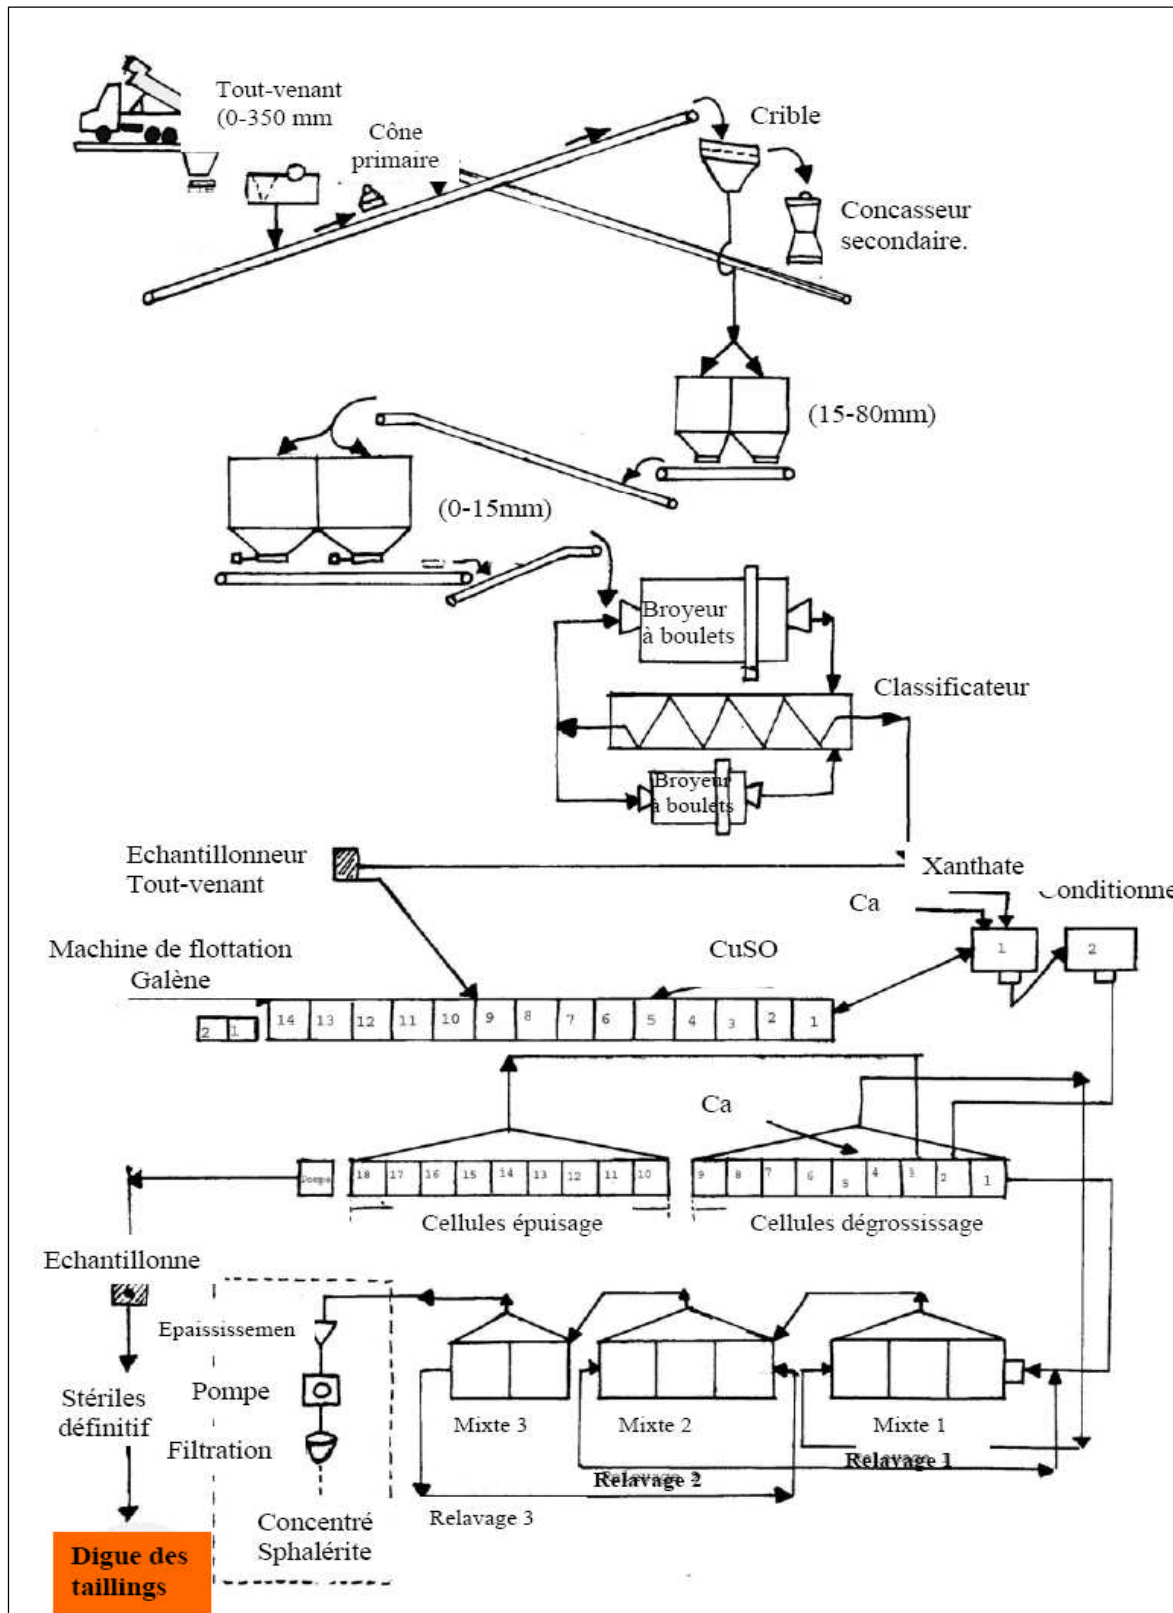 Tout-venant
(0-350 mm
Cône
primaire
Crible
Concasseur
secondaire.
(15-80mm)
(0-15mm)
Broyeur
à boulets
Classificateur
Broyeur
à boulets
Echantillonneur
Tout-venant
Xanthate
Conditionne
Ca
1
2
Machine de flottation
Galène
CuSO
2 1 14 13 12 11 10 9 8 7 6 5 4 3 2 1
Ca
Pompe 18 17 16 15 14 13 12 11 10 9 8 7 6 5 4 3 2 1
Cellules épuisage
Cellules dégrossissage
Echantillonne
Epaississemen
Pompe
Filtration
Stériles
définitif
Mixte 3
Mixte 2
Mixte 1
Relavage 1
Relavage 2
Relavage 3
Concentré
Sphalérite
Digue des
taillings